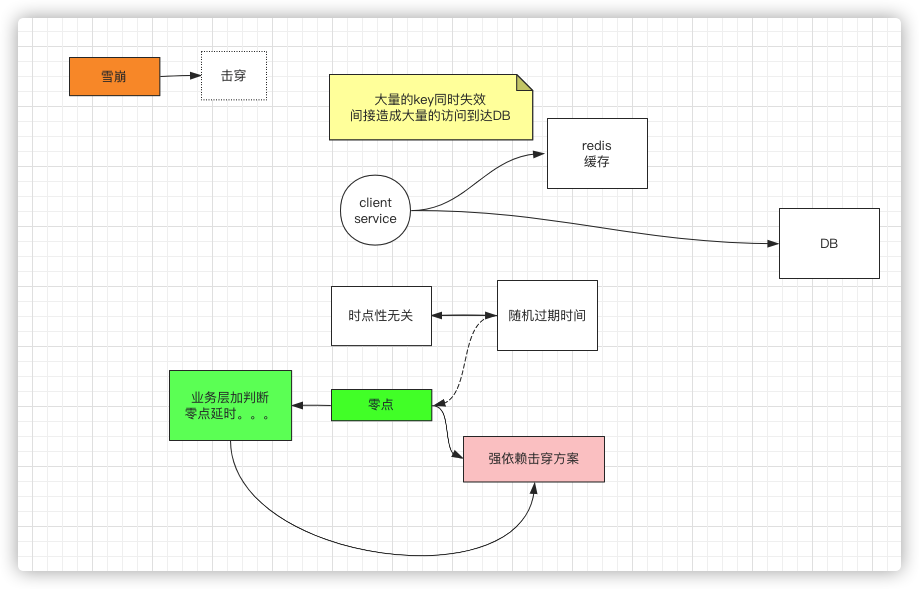 雪崩
击穿
大量的key同时失效
间接造成大量的访问到达DB
redis
缓存
client
service
DB
时点性无关
随机过期时间
业务层加判断
零点延时。。。
零点
强依赖击穿方案